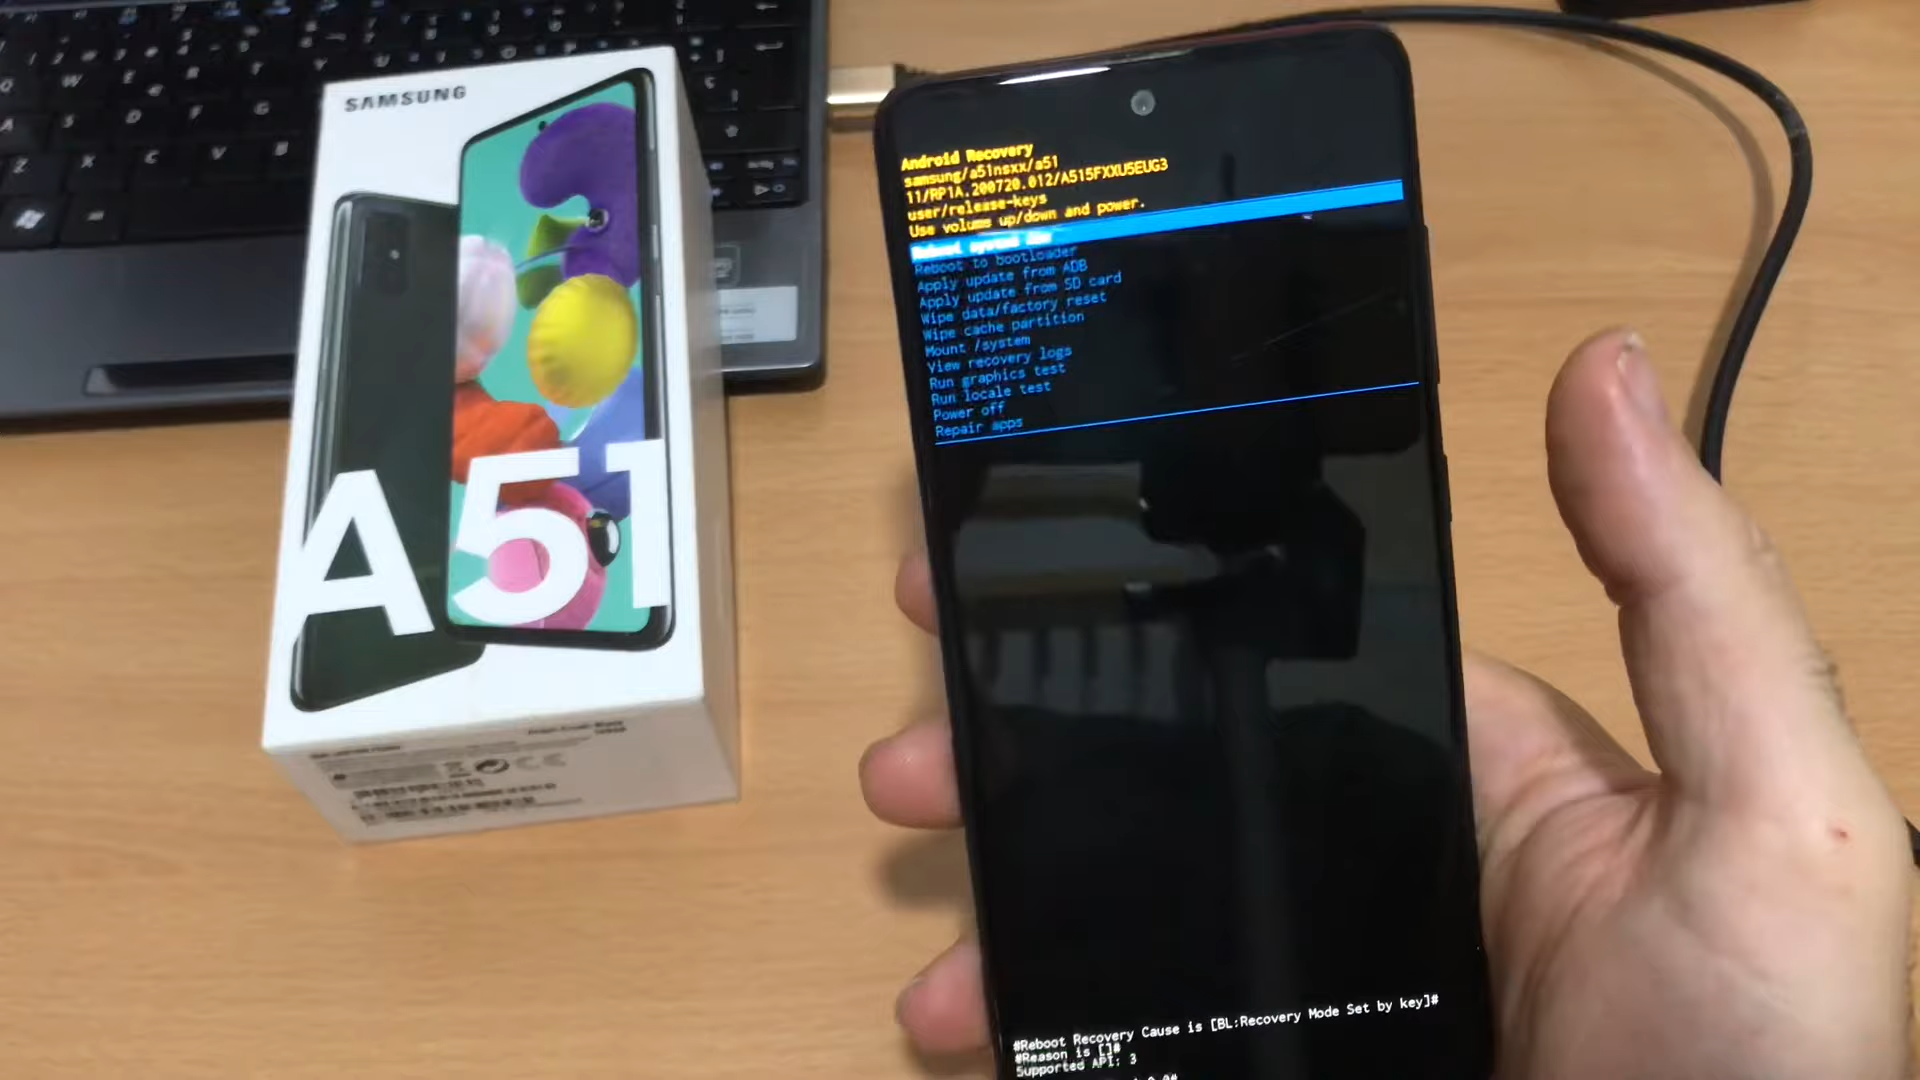 SAMSUNG
A51
Android Recovery
samsung/a51nsxx/a51
11/RP1A.200720.012/A515FXXU5EUG3
user/release-keys
Use volume up/down and power.
Reboot system now
Reboot to bootloader
Apply update from ADB
Apply update from SD card
Wipe data/factory reset
Wipe cache partition
Mount /system
View recovery logs
Run graphics test
Run locale test
Power off
Repair apps
#Reboot Recovery Cause is [BL:Recovery Mode Set by key]#
#Reason is []#
Supported API: 3